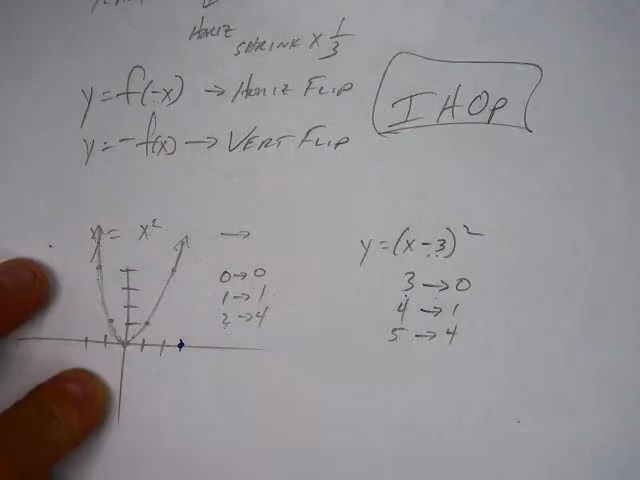 HORIZ
SHRINK x 1/3
y = f(-x) → HORIZ FLIP
IHOP
y = -f(x) → VERT FLIP
y = x² →
y = (x-3)²
0 → 0
1 → 1
2 → 4
3 → 0
4 → 1
5 → 4